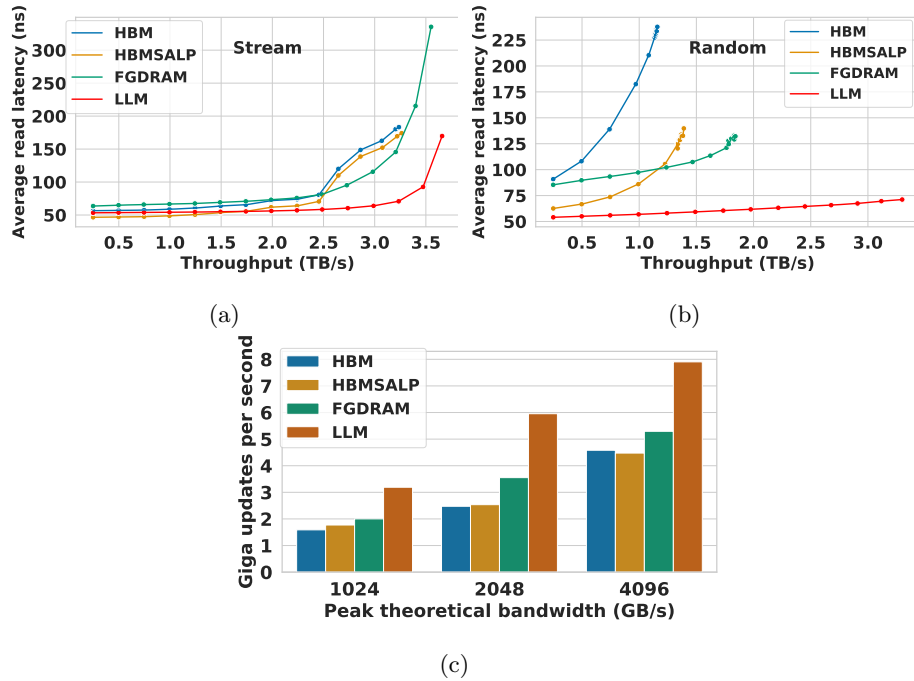 Average read latency (ns)
300
250
200
150
100
50
HBM
HBMSALP
FGDRAM
LLM
Stream
0.5 1.0 1.5 2.0 2.5 3.0 3.5
Throughput (TB/s)
(a)
Average read latency (ns)
225
200
175
150
125
100
75
50
Random
HBM
HBMSALP
FGDRAM
LLM
0.5 1.0 1.5 2.0 2.5 3.0
Throughput (TB/s)
(b)
Giga updates per second
8
7
6
5
4
3
2
1
0
HBM
HBMSALP
FGDRAM
LLM
1024 2048 4096
Peak theoretical bandwidth (GB/s)
(c)